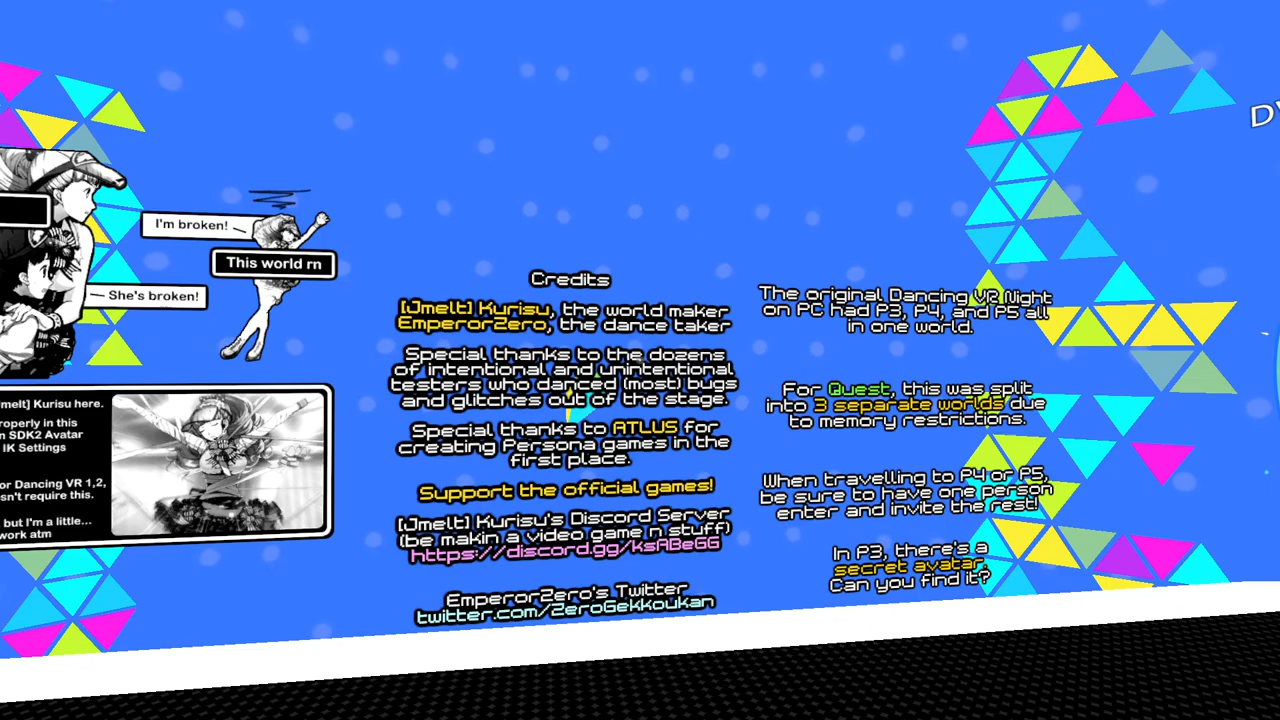 I'm broken!
This world rn
She's broken!
melt] Kurisu here.
roperly in this
n SDK2 Avatar
IK Settings
or Dancing VR 1,2,
sn't require this.
but I'm a little...
work atm
Credits
[Jmelt] Kurisu, the world maker
EmperorZero, the dance taker
Special thanks to the dozens
of intentional and unintentional
testers who danced (most) bugs
and glitches out of the stage.
Special thanks to ATLUS for
creating Persona games in the
first place.
Support the official games!
[Jmelt] Kurisu's Discord Server
(be makin a video game n stuff)
https://discord.gg/ksABeGG
EmperorZero's Twitter
twitter.com/ZeroGekkoukan
The original Dancing VR Night
on PC had P3, P4, and P5 all
in one world.
For Quest, this was split
into 3 separate worlds due
to memory restrictions.
When travelling to P4 or P5,
be sure to have one person
enter and invite the rest!
In P3, there's a
secret avatar.
Can you find it?